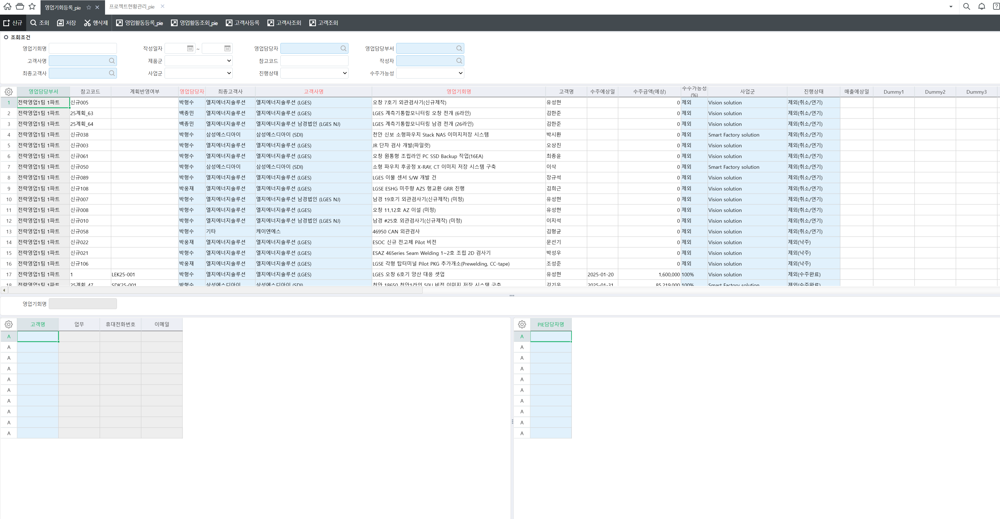 영업기회등록_pie 프로젝트현황관리_pie
신규 조회 저장 행삭제 영업활동등록_pie 영업활동조회_pie 고객사등록 고객사조회 고객조회
조회조건
영업기회명 작성일자 ~ 영업담당자 영업담당부서
고객사명 제품군 참고코드 작성자
최종고객사 사업군 진행상태 수주가능성
영업담당부서 참고코드 계획반영여부 영업담당자 최종고객사 고객사명 영업기회명 고객명 수주예상일 수주금액(예상) 수주가능성(%) 사업군 진행상태 매출예상일 Dummy1 Dummy2 Dummy3
1 전략영업1팀 1파트 신규005 박형수 엘지에너지솔루션 엘지에너지솔루션 (LGES) 오창 7호기 외관검사기(신규제작) 유성현 0 제외 Vision solution 제외(취소/연기)
2 전략영업1팀 1파트 25계획_63 백종민 엘지에너지솔루션 엘지에너지솔루션 (LGES) LGES 계측기통합모니터링 오창 전개 (6라인) 김한준 0 제외 Vision solution 제외(취소/연기)
3 전략영업1팀 1파트 25계획_64 백종민 엘지에너지솔루션 엘지에너지솔루션 남경법인 (LGES NJ) LGES 계측기통합모니터링 남경 전개 (26라인) 김한준 0 제외 Vision solution 제외(취소/연기)
4 전략영업1팀 1파트 신규038 박형수 삼성에스디아이 삼성에스디아이 (SDI) 천안 신보 소형파우치 Stack NAS 이미지저장 시스템 박시환 0 제외 Smart Factory solution 제외(취소/연기)
5 전략영업1팀 1파트 신규003 박형수 엘지에너지솔루션 엘지에너지솔루션 (LGES) JR 단차 검사 개발(파일럿) 오상진 0 제외 Vision solution 제외(취소/연기)
6 전략영업1팀 1파트 신규061 박형수 엘지에너지솔루션 엘지에너지솔루션 (LGES) 오창 원통형 조립라인 PC SSD Backup 작업(16EA) 최종윤 0 제외 Vision solution 제외(취소/연기)
7 전략영업1팀 1파트 신규050 박형수 삼성에스디아이 삼성에스디아이 (SDI) 소형 파우치 후공정 X-RAY, CT 이미지 저장 시스템 구축 이삭 0 제외 Smart Factory solution 제외(취소/연기)
8 전략영업1팀 1파트 신규089 박형수 엘지에너지솔루션 엘지에너지솔루션 (LGES) LGES 이물 센서 S/W 개발 건 장규석 0 제외 Vision solution 제외(취소/연기)
9 전략영업1팀 1파트 신규108 박웅재 엘지에너지솔루션 엘지에너지솔루션 (LGES) LGSE ESHG 미주향 AZS 형교환 GRR 진행 김희근 0 제외 Vision solution 제외(취소/연기)
10 전략영업1팀 1파트 신규007 박형수 엘지에너지솔루션 엘지에너지솔루션 남경법인 (LGES NJ) 남경 19호기 외관검사기(신규제작) (미정) 유성현 0 제외 Vision solution 제외(취소/연기)
11 전략영업1팀 1파트 신규008 박형수 엘지에너지솔루션 엘지에너지솔루션 (LGES) 오창 11,12호 AZ 이설 (미정) 유성현 0 제외 Vision solution 제외(취소/연기)
12 전략영업1팀 1파트 신규010 박형수 엘지에너지솔루션 엘지에너지솔루션 남경법인 (LGES NJ) 남경 #25호 외관검사기(신규제작) (미정) 이지석 0 제외 Vision solution 제외(취소/연기)
13 전략영업1팀 1파트 신규058 박형수 기타 케이엔에스 46950 CAN 외관검사 김형균 0 제외 Vision solution 제외(취소/연기)
14 전략영업1팀 1파트 신규022 박웅재 엘지에너지솔루션 엘지에너지솔루션 (LGES) ESOC 신규 전고체 Pilot 비전 문선기 0 제외 Vision solution 제외(낙주)
15 전략영업1팀 1파트 신규021 박형수 엘지에너지솔루션 엘지에너지솔루션 (LGES) ESAZ 46Series Seam Welding 1~2호 조립 2D 검사기 박성우 0 제외 Vision solution 제외(낙주)
16 전략영업1팀 1파트 신규106 박웅재 엘지에너지솔루션 엘지에너지솔루션 (LGES) LGSE 각형 탑터미널 Pilot PKG 추가개소(Prewelding, CC-tape) 조성준 0 제외 Vision solution 제외(낙주)
17 전략영업1팀 1파트 1 LEK25-001 박형수 엘지에너지솔루션 엘지에너지솔루션 (LGES) LGES 오창 6호기 양산 대응 셋업 유성현 2025-01-20 1,600,000 100% Vision solution 제외(수주완료)
18 전략영업1팀 1파트 25계획_47 SDK25-001 박형수 삼성에스디아이 삼성에스디아이 (SDI) 천안 18650 천안1라인 50U 비전 이미지 저장 시스템 구축 김기운 2025-01-31 85,219,000 100% Smart Factory solution 제외(수주완료)
영업기회명
고객명 업무 휴대전화번호 이메일 PIE담당자명
A A
A A
A A
A A
A A
A A
A A
A A
A A
A A